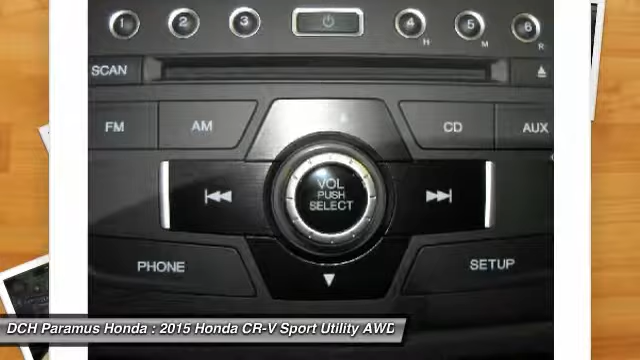 1 2 3 4 5 6
H M R
SCAN
FM AM CD AUX
VOL
PUSH
SELECT
PHONE SETUP
DCH Paramus Honda : 2015 Honda CR-V Sport Utility AWD